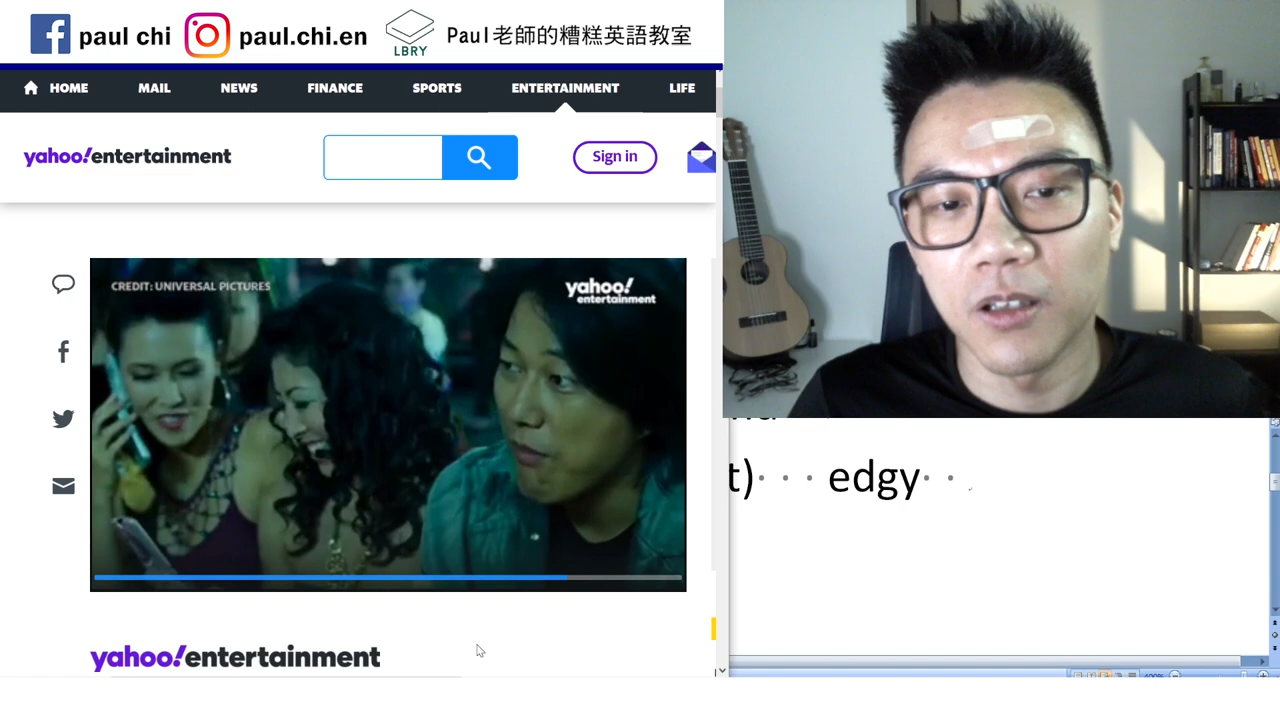 paul chi paul.chi.en LBRY Paul老師的糟糕英語教室
HOME MAIL NEWS FINANCE SPORTS ENTERTAINMENT LIFE
yahoo!entertainment
Sign in
CREDIT: UNIVERSAL PICTURES
yahoo!
entertainment
t)··· edgy··
yahoo!entertainment